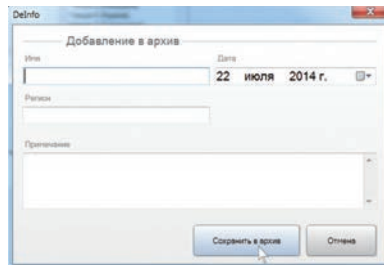 DeInfo
Добавление в архив
Имя
Дата
22 июля 2014 г.
Регион
Примечание
Сохранить в архив
Отмена